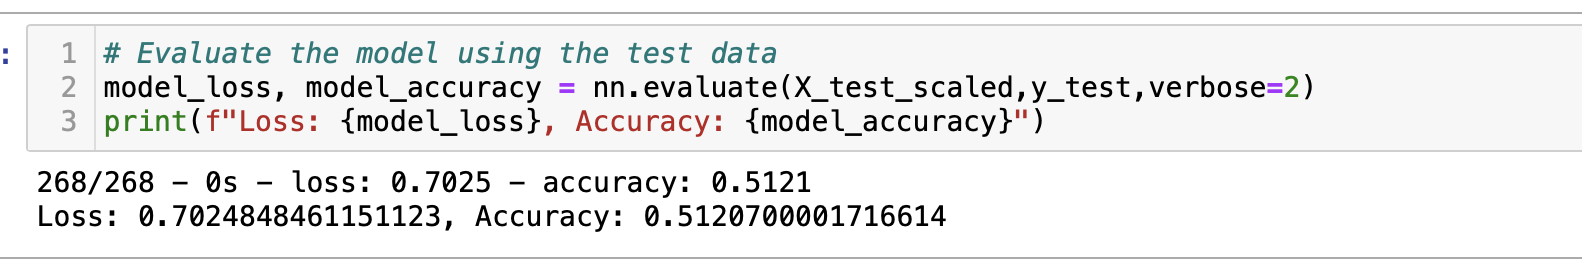 :
1 # Evaluate the model using the test data
2 model_loss, model_accuracy = nn.evaluate(X_test_scaled,y_test,verbose=2)
3 print(f"Loss: {model_loss}, Accuracy: {model_accuracy}")
268/268 - 0s - loss: 0.7025 - accuracy: 0.5121
Loss: 0.7024848461151123, Accuracy: 0.5120700001716614